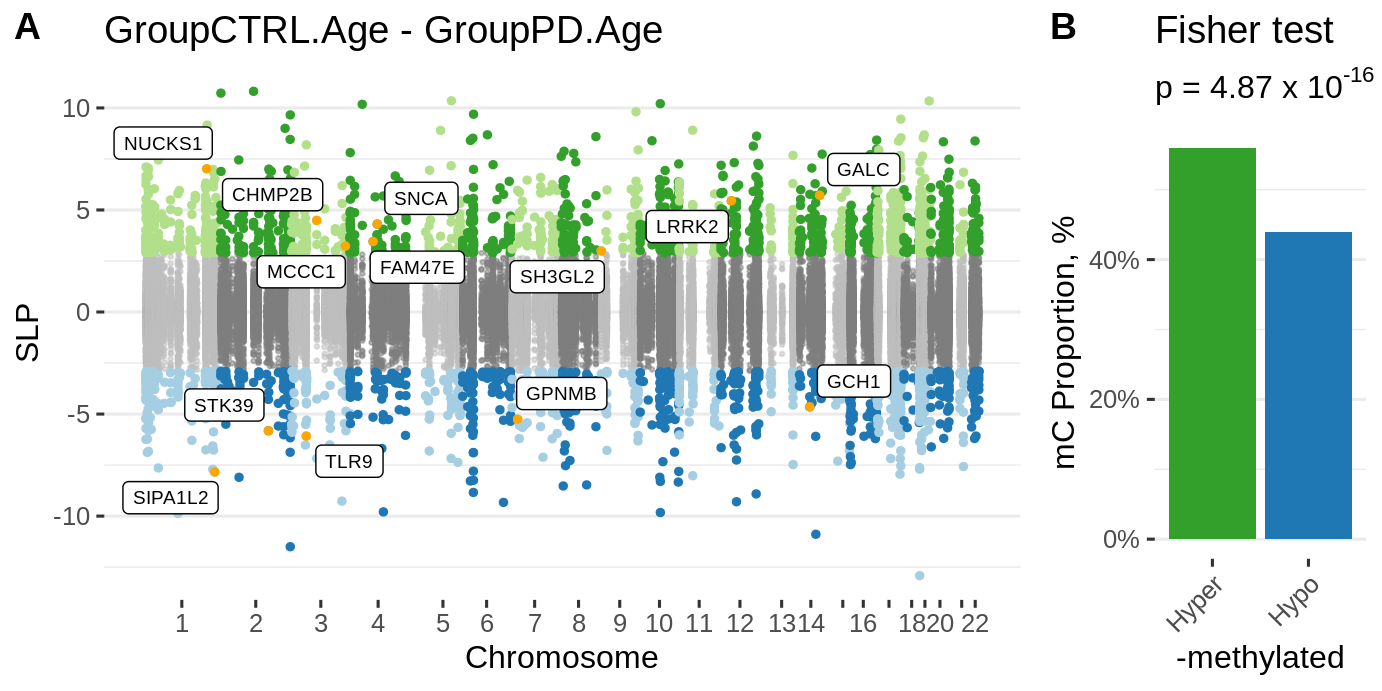 A
GroupCTRL.Age - GroupPD.Age
SLP
10
5
0
-5
-10
NUCKS1
CHMP2B
SNCA
GALC
LRRK2
MCCC1
FAM47E
SH3GL2
STK39
GPNMB
GCH1
TLR9
SIPA1L2
1 2 3 4 5 6 7 8 9 10 11 12 13 14 16 18 20 22
Chromosome
B
Fisher test
p = 4.87 x 10-16
mC Proportion, %
40%
20%
0%
Hyper
Hypo
-methylated